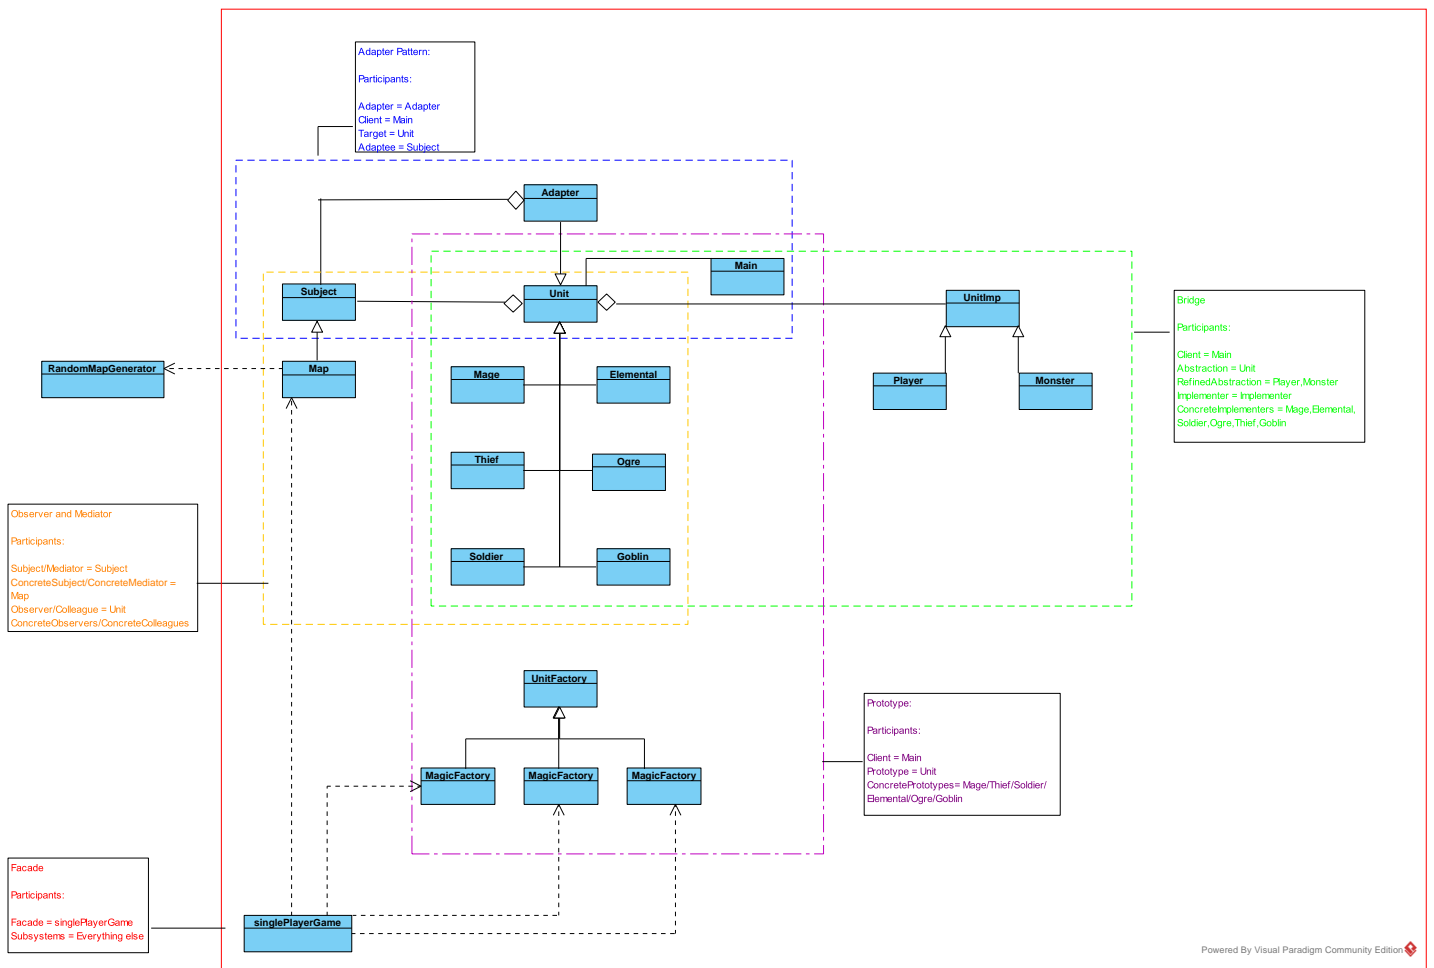 Adapter Pattern:
Participants:
Adapter = Adapter
Client = Main
Target = Unit
Adaptee = Subject
Adapter
Main
Subject
Unit
UnitImp
Bridge
Participants:
Client = Main
Abstraction = Unit
RefinedAbstraction = Player,Monster
Implementer = Implementer
ConcreteImplementers = Mage,Elemental,
Soldier,Ogre,Thief,Goblin
RandomMapGenerator
Map
Mage
Elemental
Player
Monster
Thief
Ogre
Observer and Mediator
Participants:
Subject/Mediator = Subject
ConcreteSubject/ConcreteMediator =
Map
Observer/Colleague = Unit
ConcreteObservers/ConcreteColleagues
Soldier
Goblin
UnitFactory
Prototype:
Participants:
Client = Main
Prototype = Unit
ConcretePrototypes= Mage/Thief/Soldier/
Elemental/Ogre/Goblin
MagicFactory
MagicFactory
MagicFactory
Facade
Participants:
Facade = singlePlayerGame
Subsystems = Everything else
singlePlayerGame
Powered By Visual Paradigm Community Edition